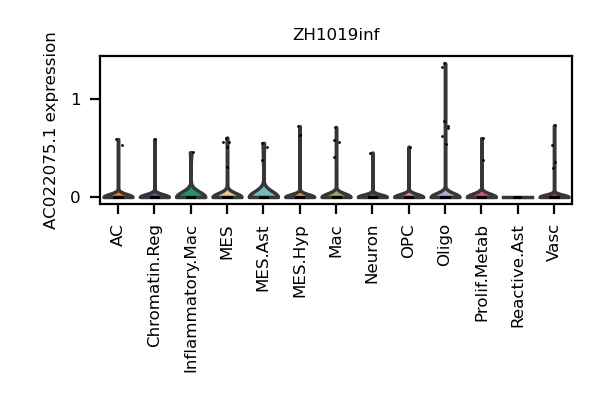 ZH1019inf
AC022075.1 expression
1
0
AC
Chromatin.Reg
Inflammatory.Mac
MES
MES.Ast
MES.Hyp
Mac
Neuron
OPC
Oligo
Prolif.Metab
Reactive.Ast
Vasc